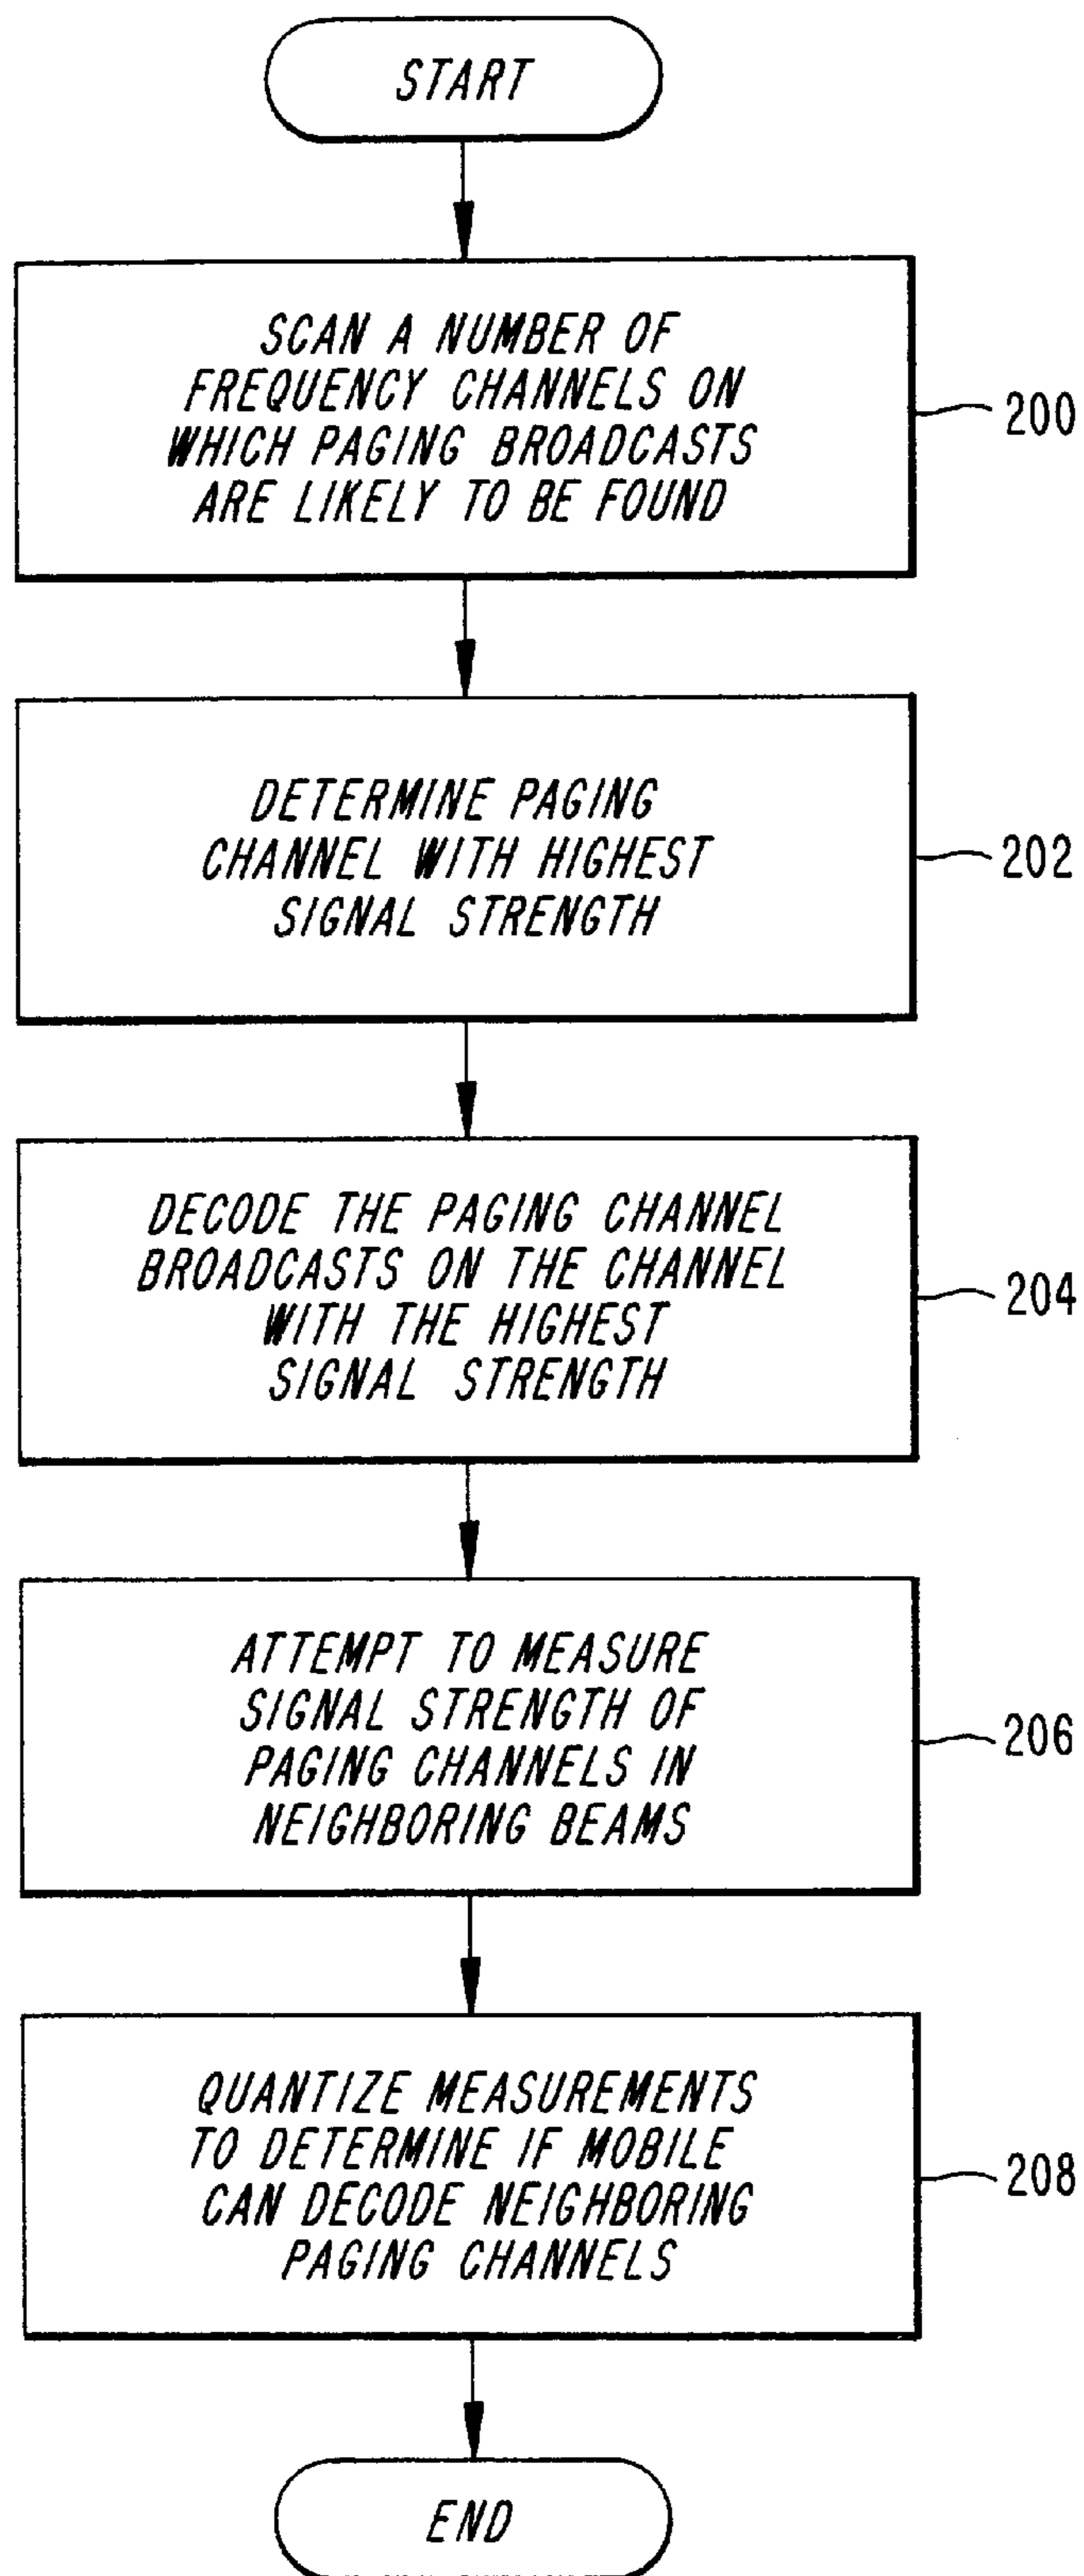 START
SCAN A NUMBER OF
FREQUENCY CHANNELS ON
WHICH PAGING BROADCASTS
ARE LIKELY TO BE FOUND
200
DETERMINE PAGING
CHANNEL WITH HIGHEST
SIGNAL STRENGTH
202
DECODE THE PAGING CHANNEL
BROADCASTS ON THE CHANNEL
WITH THE HIGHEST
SIGNAL STRENGTH
204
ATTEMPT TO MEASURE
SIGNAL STRENGTH OF
PAGING CHANNELS IN
NEIGHBORING BEAMS
206
QUANTIZE MEASUREMENTS
TO DETERMINE IF MOBILE
CAN DECODE NEIGHBORING
PAGING CHANNELS
208
END